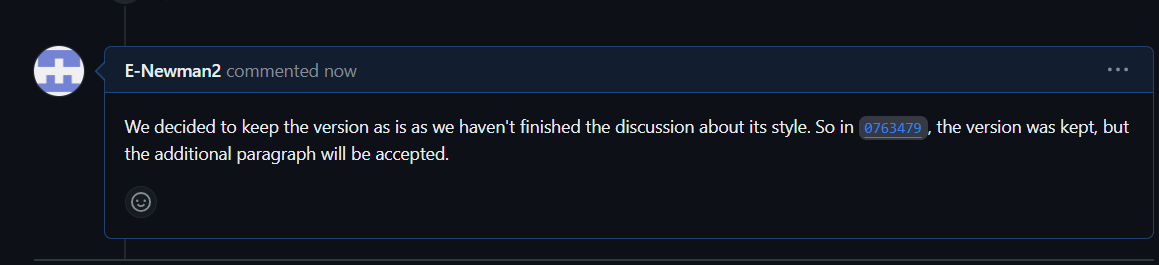 E-Newman2 commented now
We decided to keep the version as is as we haven't finished the discussion about its style. So in 0763479, the version was kept, but
the additional paragraph will be accepted.